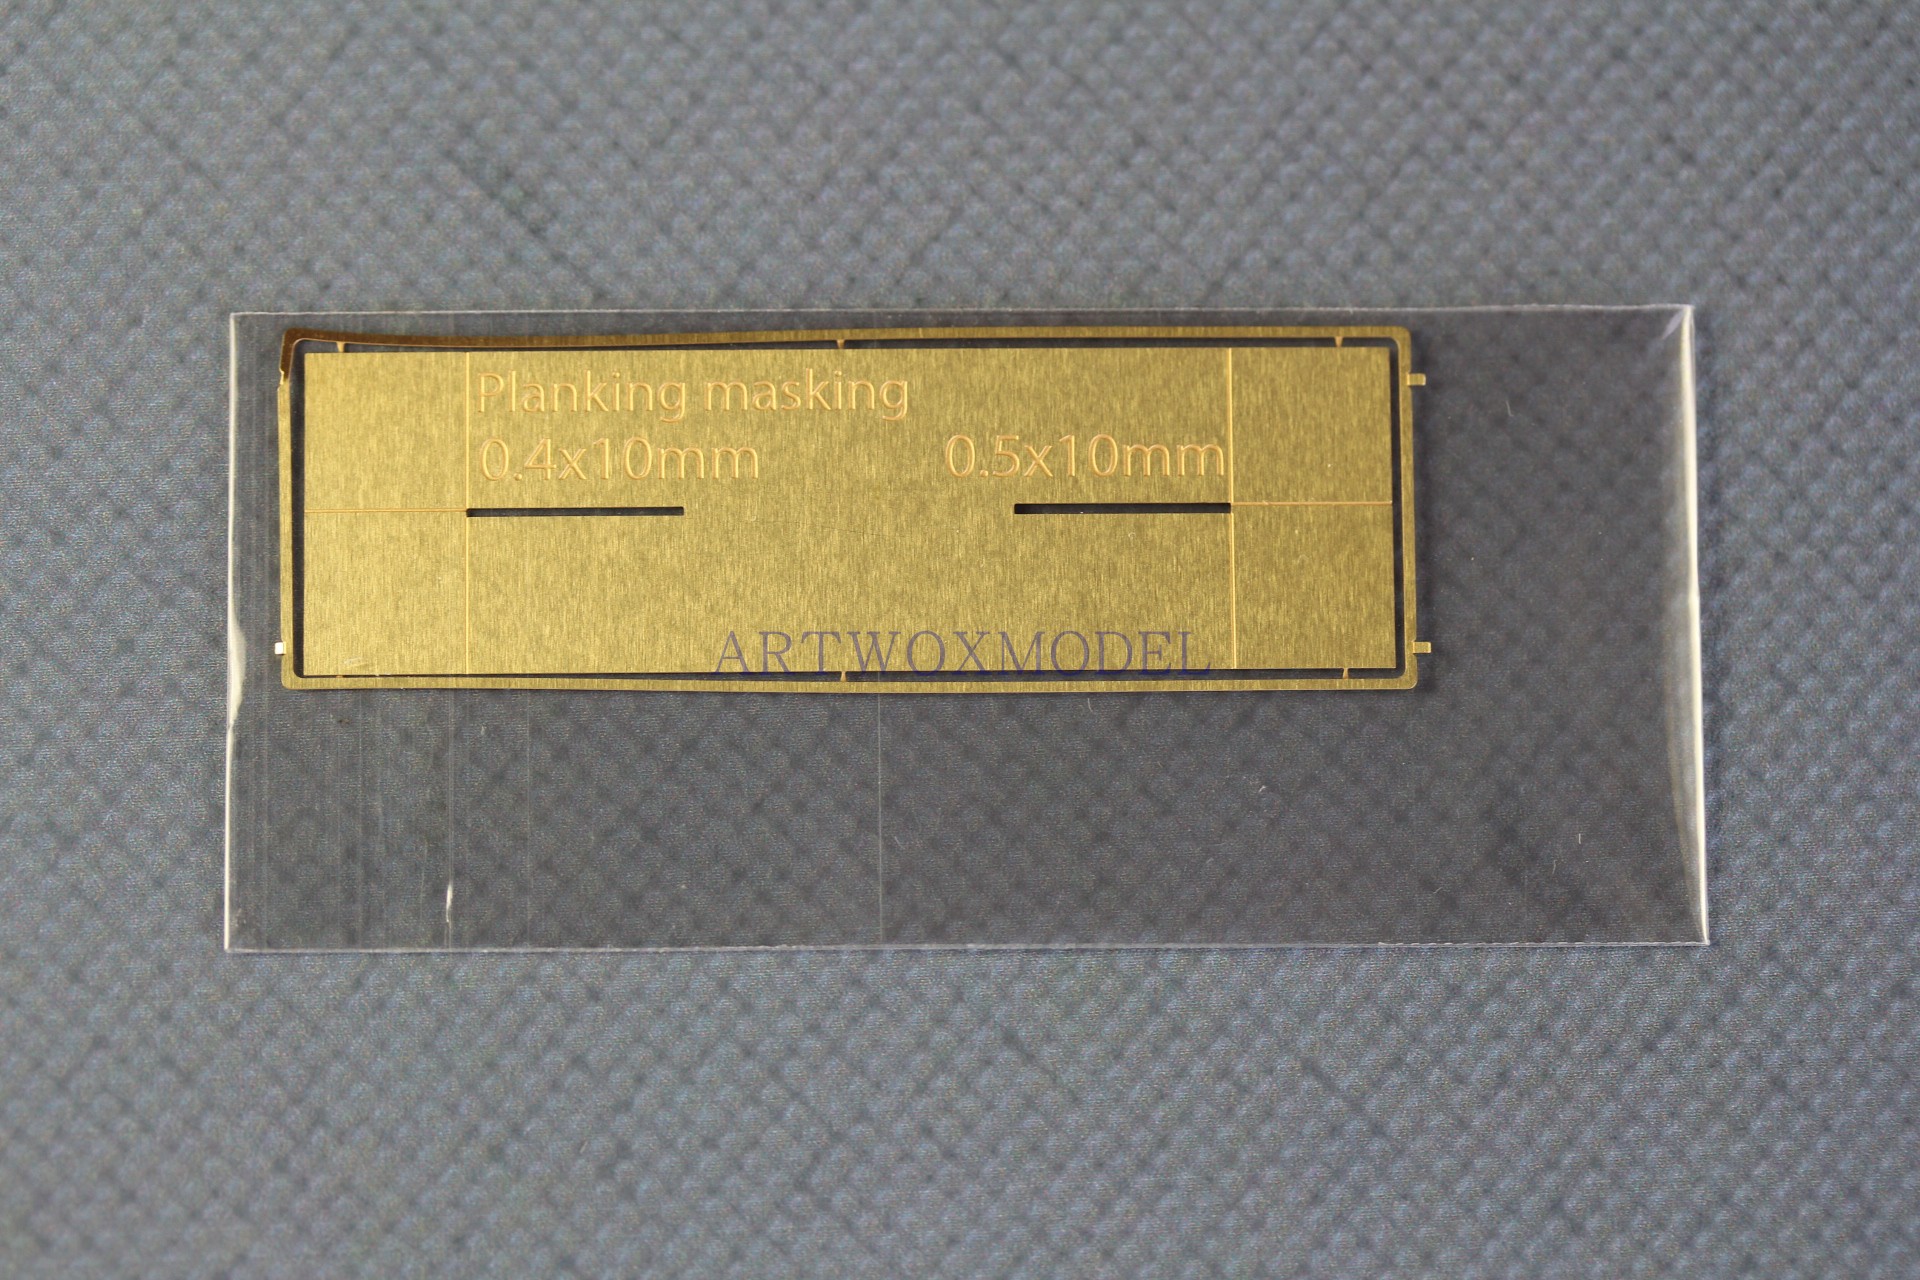 Planking masking
0.4x10mm
0.5x10mm
ARTWOXMODEL